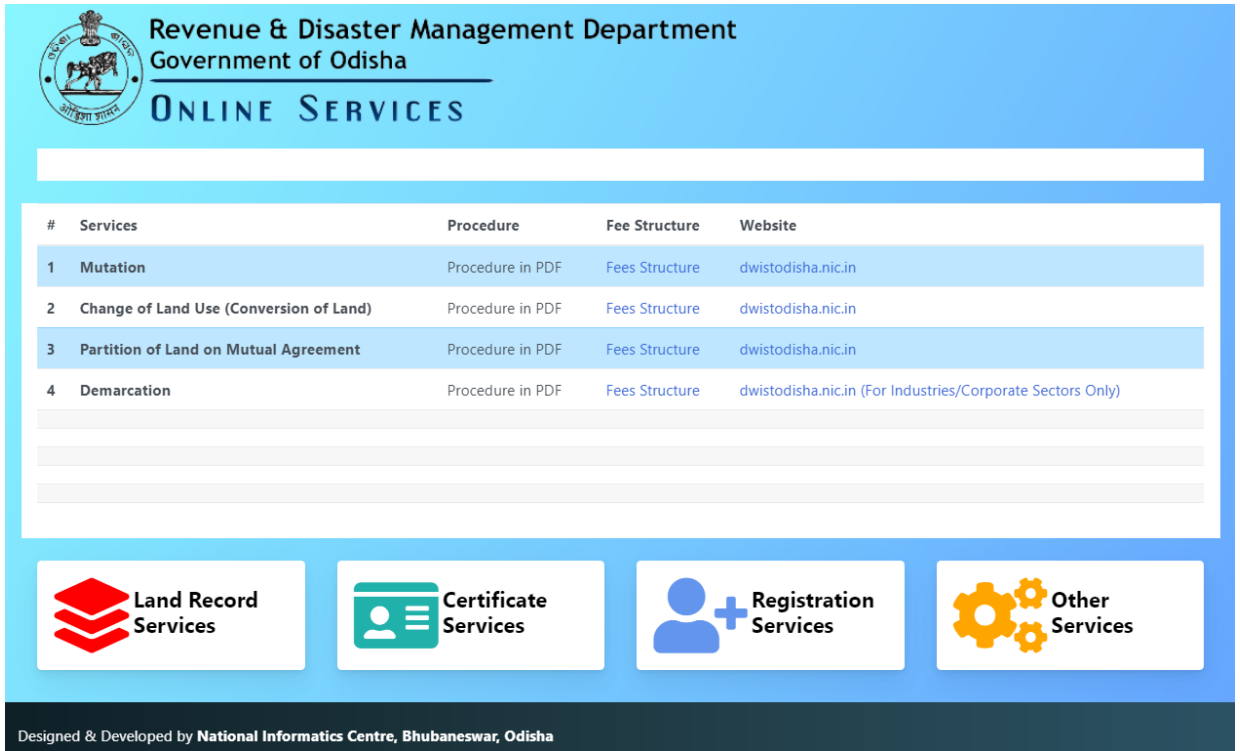 Revenue & Disaster Management Department
Government of Odisha
ONLINE SERVICES
# Services Procedure Fee Structure Website
1 Mutation Procedure in PDF Fees Structure dwistodisha.nic.in
2 Change of Land Use (Conversion of Land) Procedure in PDF Fees Structure dwistodisha.nic.in
3 Partition of Land on Mutual Agreement Procedure in PDF Fees Structure dwistodisha.nic.in
4 Demarcation Procedure in PDF Fees Structure dwistodisha.nic.in (For Industries/Corporate Sectors Only)
Land Record
Services
Certificate
Services
Registration
Services
Other
Services
Designed & Developed by National Informatics Centre, Bhubaneswar, Odisha